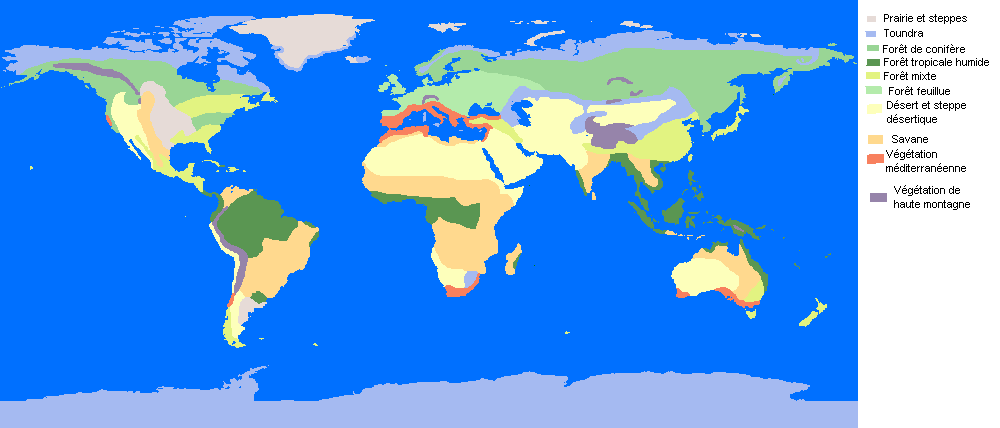 Prairie et steppes
Toundra
Forêt de conifère
Forêt tropicale humide
Forêt mixte
Forêt feuillue
Désert et steppe
désertique
Savane
Végétation
méditerranéenne
Végétation de
haute montagne